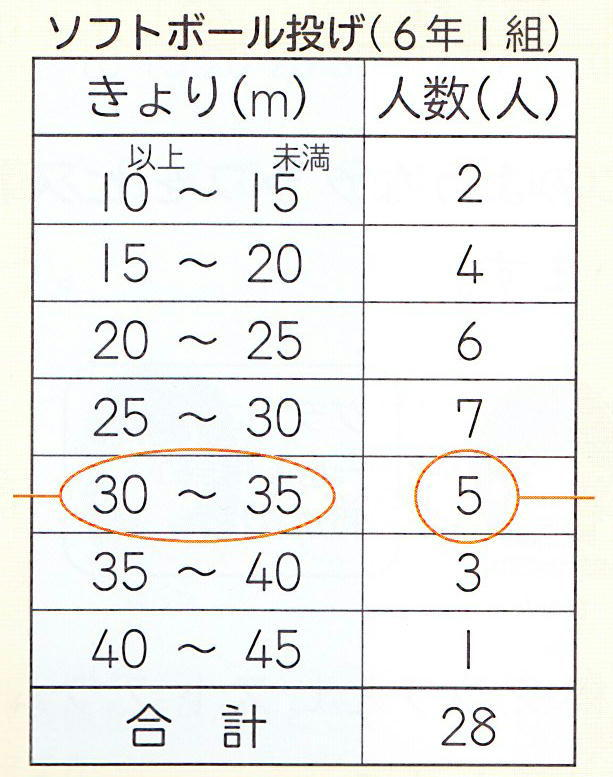 ソフトボール投げ(6年1組)
きょり(m) 人数(人)
以上 未満
10 ～ 15 2
15 ～ 20 4
20 ～ 25 6
25 ～ 30 7
30 ～ 35 5
35 ～ 40 3
40 ～ 45 1
合 計 28